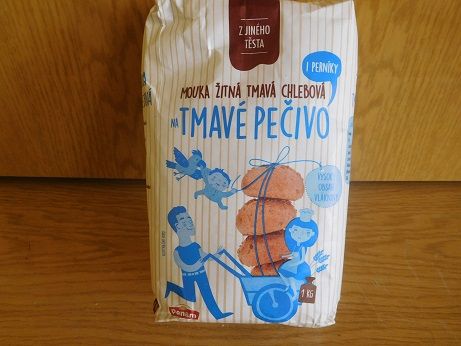 Z JINÉHO
TĚSTA
I PERNÍKY
MOUKA ŽITNÁ TMAVÁ CHLEBOVÁ
NA TMAVÉ PEČIVO
VYSOKÝ
OBSAH
VLÁKNINY
1 KG
Penam